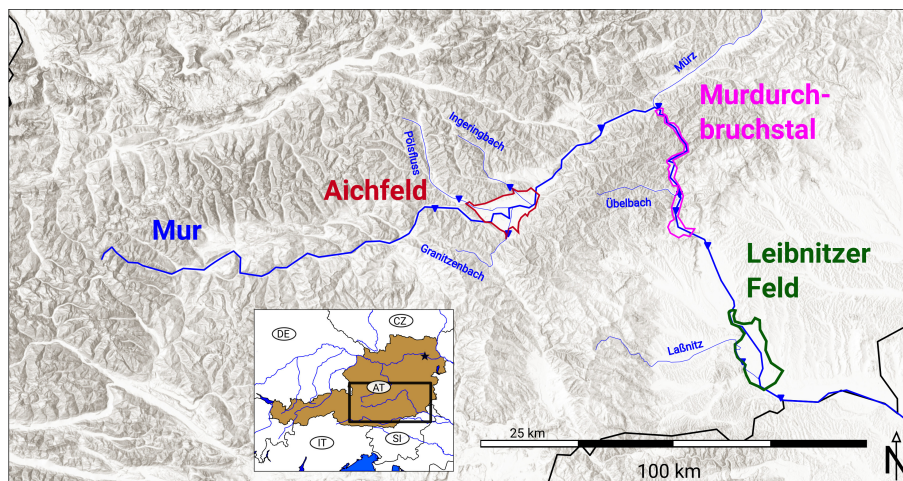 Mürz
Murdurch-
bruchstal
Ingeringbach
Pölsfluss
Aichfeld
Übelbach
Mur
Granitzenbach
Leibnitzer
Feld
Laßnitz
CZ
DE
AT
IT
SI
25 km
100 km
N